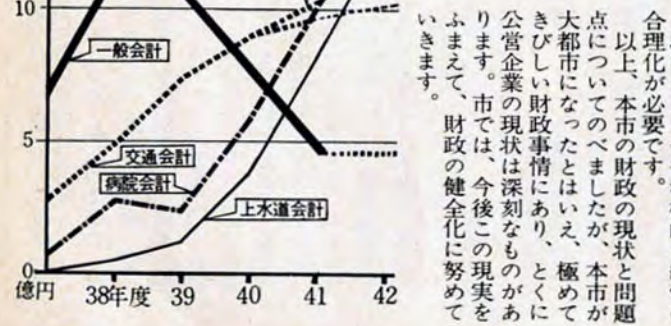 合理化が必要です。
以上、本市の財政の現状と問題
点についてのべましたが、本市が
大都市になったとはいえ、極めて
きびしい財政事情にあり、とくに
公営企業の現状は深刻なものがあ
ります。市では、今後この現実を
ふまえて、財政の健全化に努めて
いきます。
10
一般会計
5
交通会計
病院会計
上水道会計
0
億円 38年度 39 40 41 42